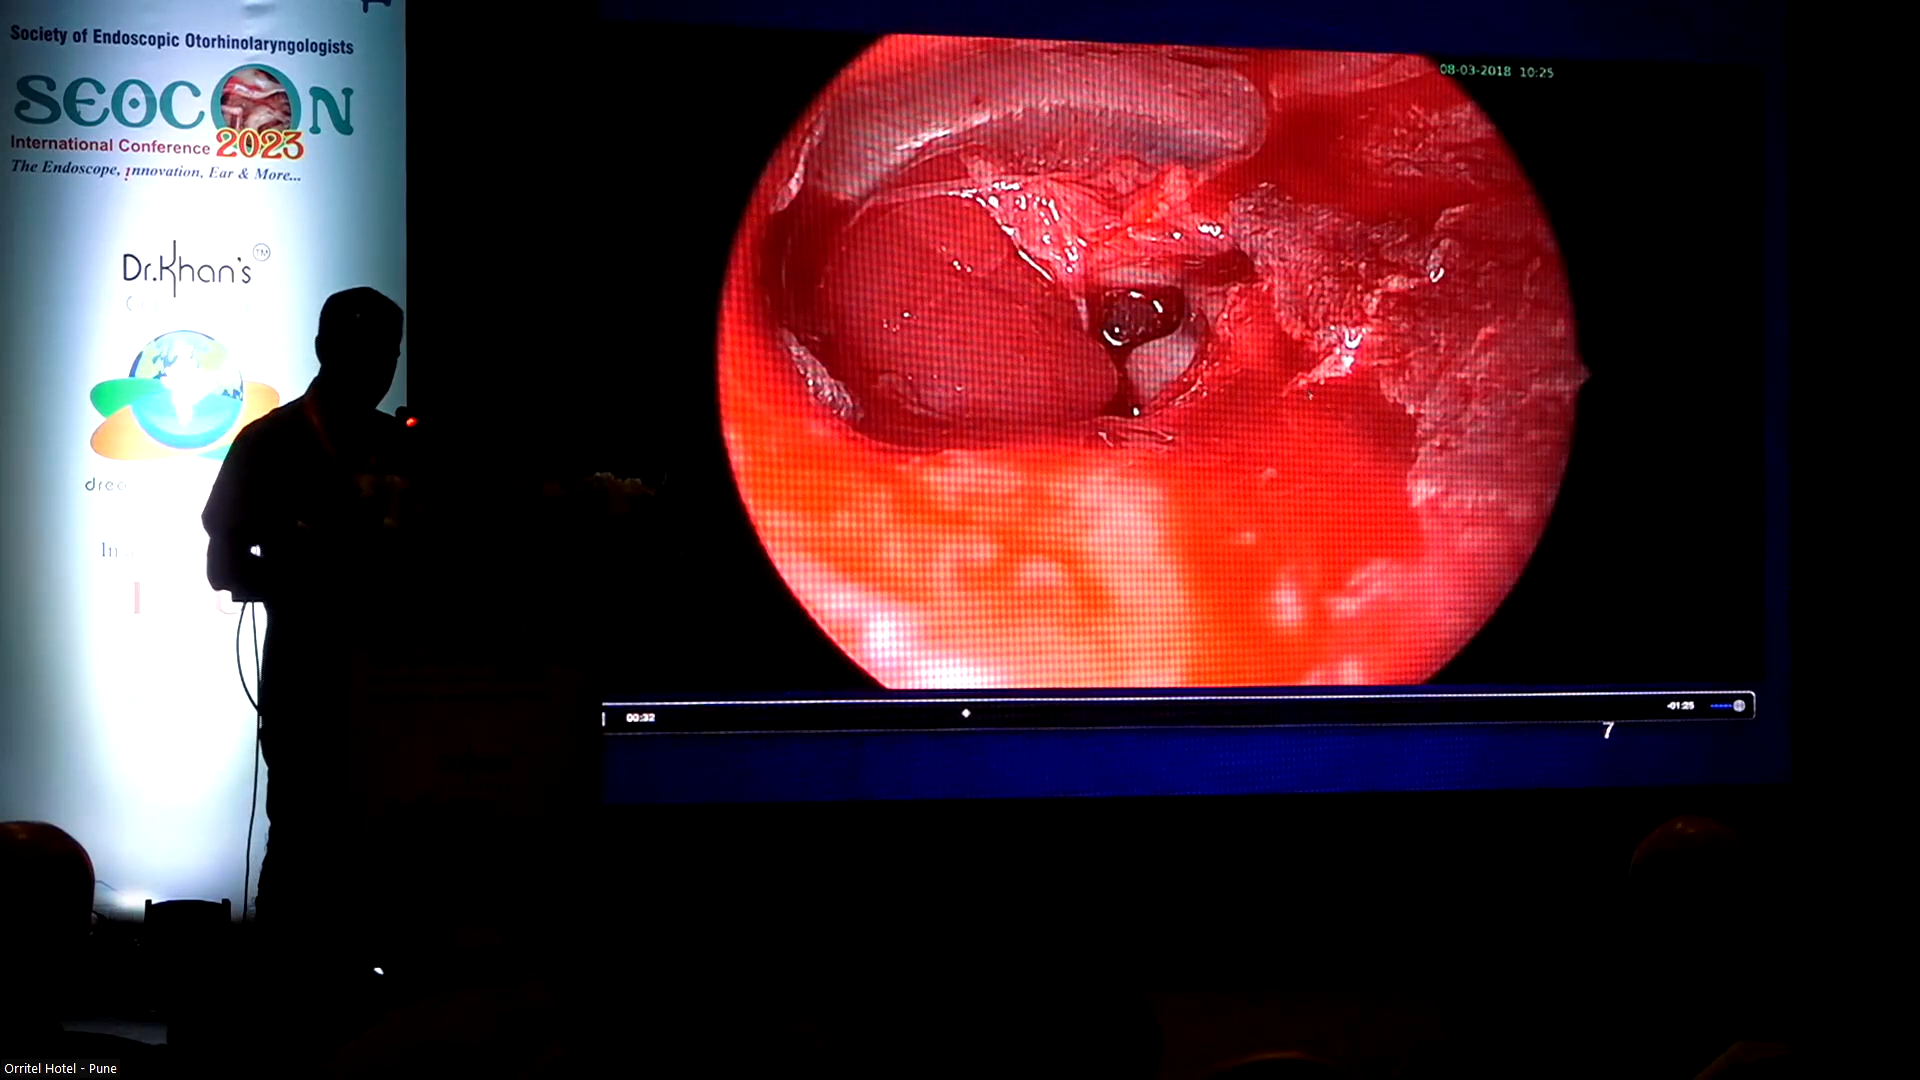 Society of Endoscopic Otorhinolaryngologists
SEOCON
International Conference 2023
The Endoscope, Innovation, Ear & More...
Dr.Khan's TM
08-03-2018 10:25
00:32
-01:25
7
Orritel Hotel - Pune